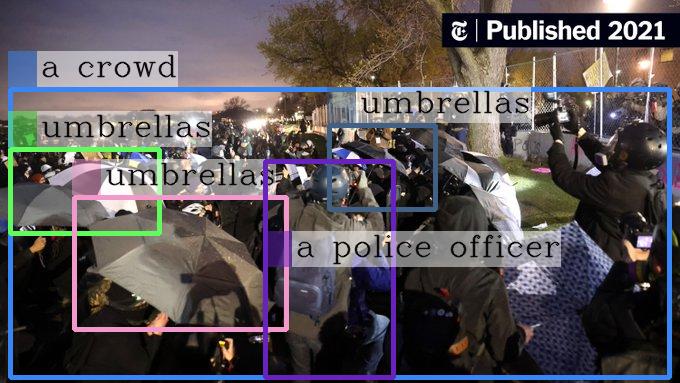 T Published 2021
a crowd
umbrellas
umbrellas
umbrellas
a police officer